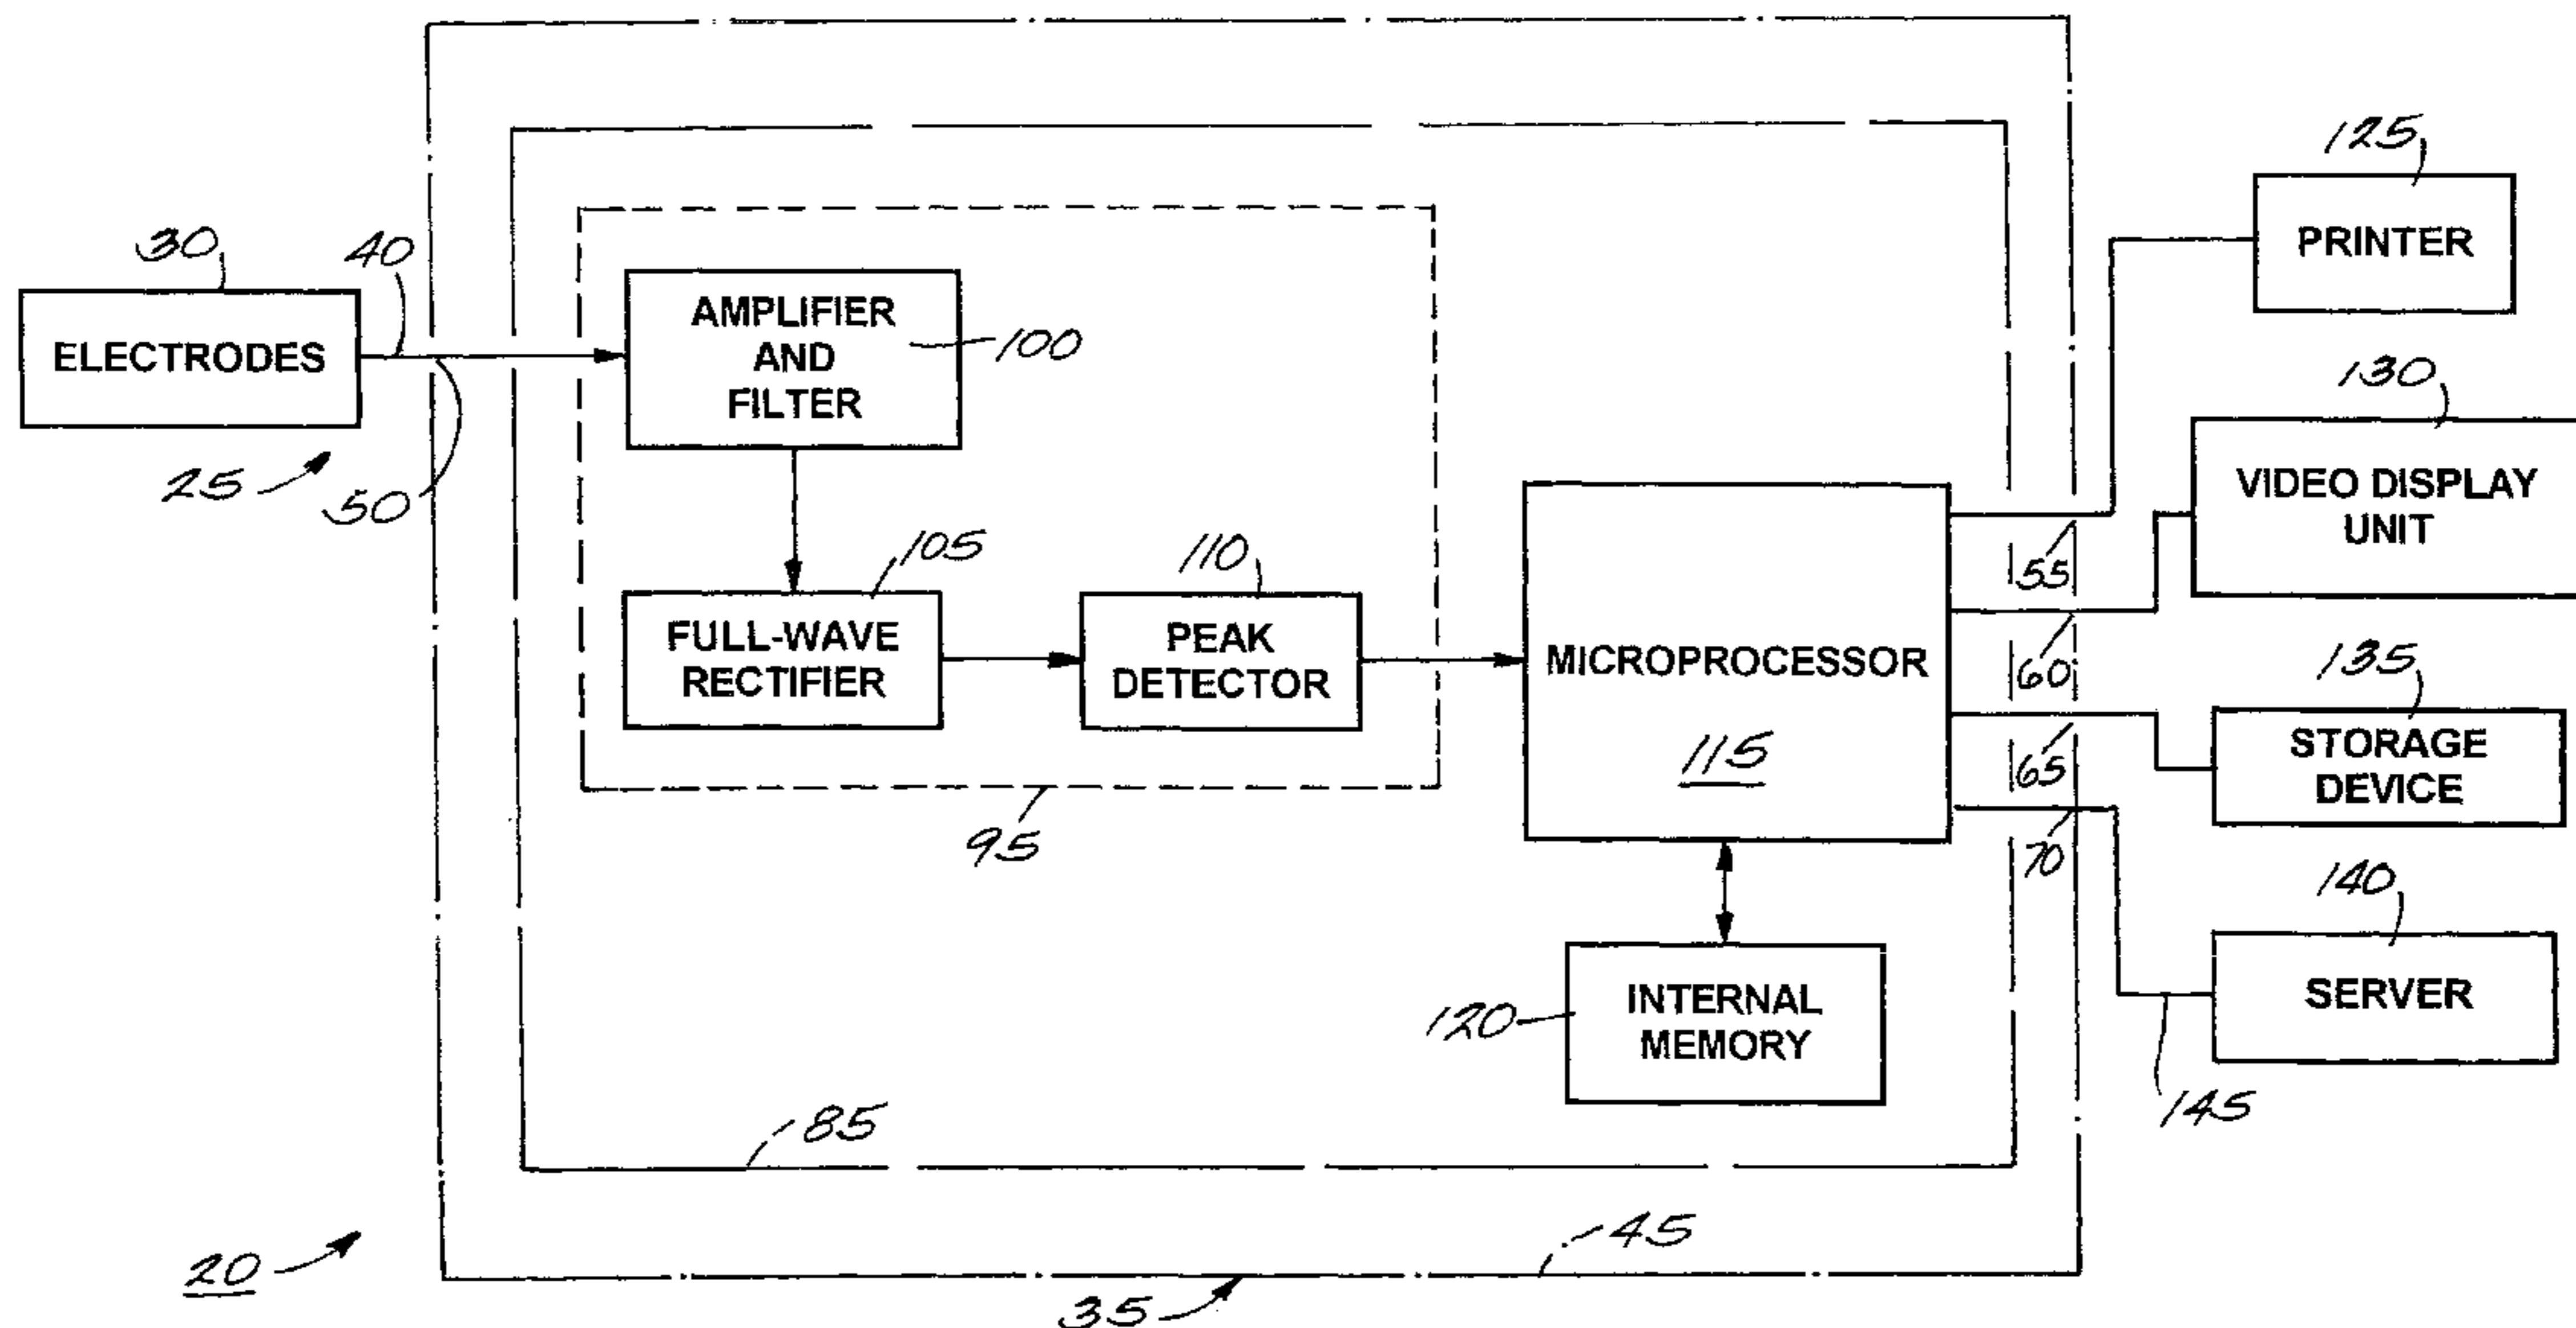 125
PRINTER
30
40
ELECTRODES
25
50
AMPLIFIER
AND
FILTER
100
130
VIDEO DISPLAY
UNIT
105
FULL-WAVE
RECTIFIER
110
PEAK
DETECTOR
MICROPROCESSOR
115
55
60
65
70
135
STORAGE
DEVICE
95
140
SERVER
145
120
INTERNAL
MEMORY
85
45
20
35